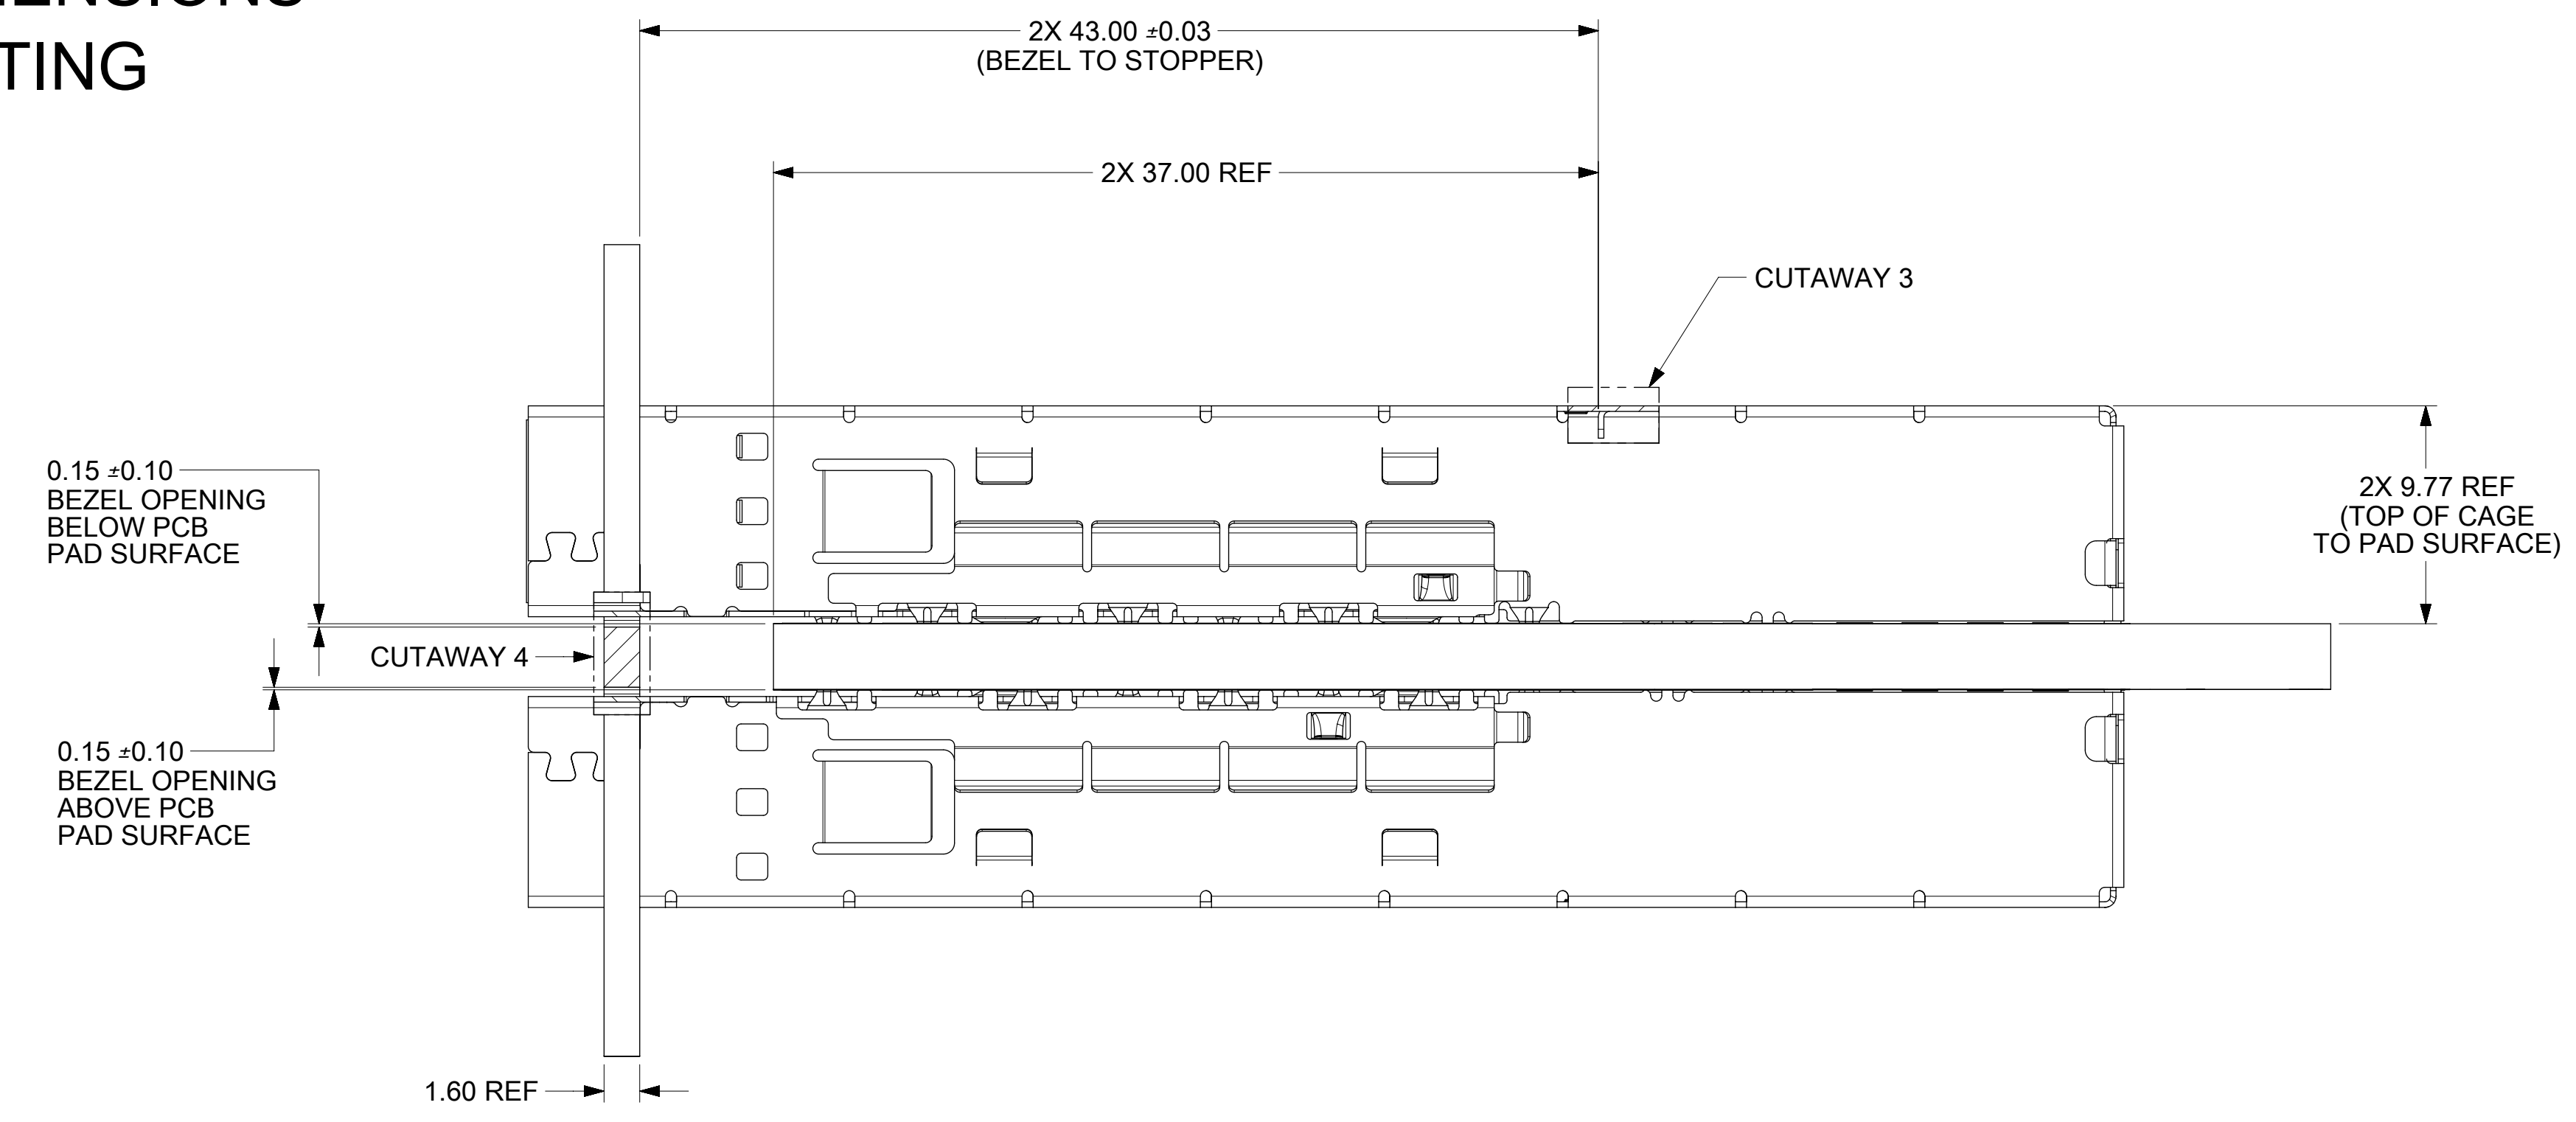 TING
2X 43.00 ±0.03
(BEZEL TO STOPPER)
2X 37.00 REF
CUTAWAY 3
0.15 ±0.10
BEZEL OPENING
BELOW PCB
PAD SURFACE
2X 9.77 REF
(TOP OF CAGE
TO PAD SURFACE)
CUTAWAY 4
0.15 ±0.10
BEZEL OPENING
ABOVE PCB
PAD SURFACE
1.60 REF